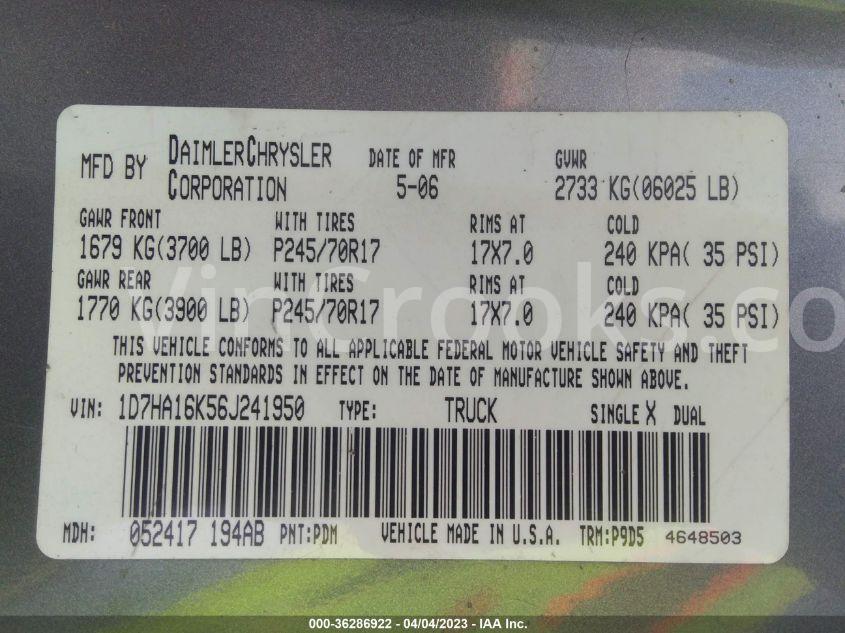 MFD BY DAIMLERCHRYSLER CORPORATION DATE OF MFR 5-06 GVWR 2733 KG(06025 LB)
GAWR FRONT WITH TIRES RIMS AT COLD
1679 KG(3700 LB) P245/70R17 17X7.0 240 KPA( 35 PSI)
GAWR REAR WITH TIRES RIMS AT COLD
1770 KG(3900 LB) P245/70R17 17X7.0 240 KPA( 35 PSI)
THIS VEHICLE CONFORMS TO ALL APPLICABLE FEDERAL MOTOR VEHICLE SAFETY AND THEFT
PREVENTION STANDARDS IN EFFECT ON THE DATE OF MANUFACTURE SHOWN ABOVE.
VIN: 1D7HA16K56J241950 TYPE: TRUCK SINGLE X DUAL
MDH: 052417 194AB PNT:PDM VEHICLE MADE IN U.S.A. TRM:P9D5 4648503
VinCrooks.co
000-36286922 - 04/04/2023 - IAA Inc.